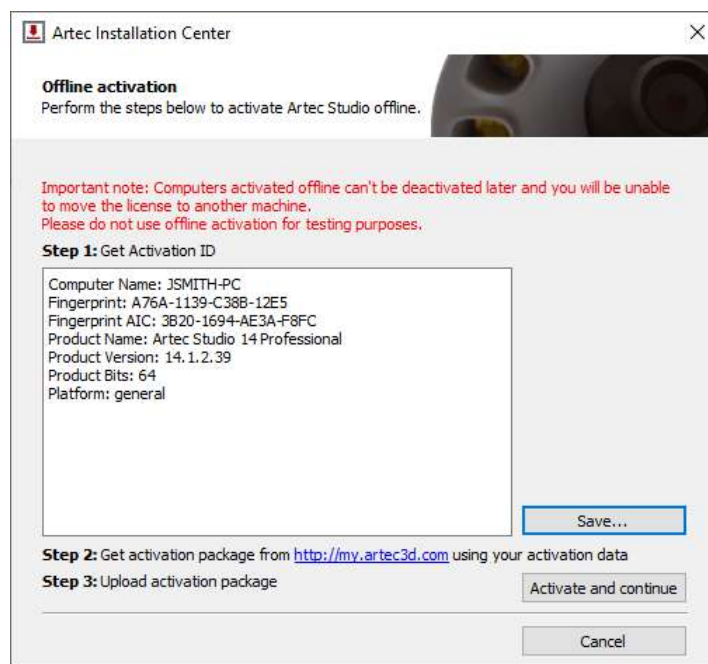 Artec Installation Center
Offline activation
Perform the steps below to activate Artec Studio offline.
Important note: Computers activated offline can't be deactivated later and you will be unable
to move the license to another machine.
Please do not use offline activation for testing purposes.
Step 1: Get Activation ID
Computer Name: JSMITH-PC
Fingerprint: A76A-1139-C38B-12E5
Fingerprint AIC: 3B20-1694-AE3A-F8FC
Product Name: Artec Studio 14 Professional
Product Version: 14.1.2.39
Product Bits: 64
Platform: general
Save...
Step 2: Get activation package from http://my.artec3d.com using your activation data
Step 3: Upload activation package
Activate and continue
Cancel